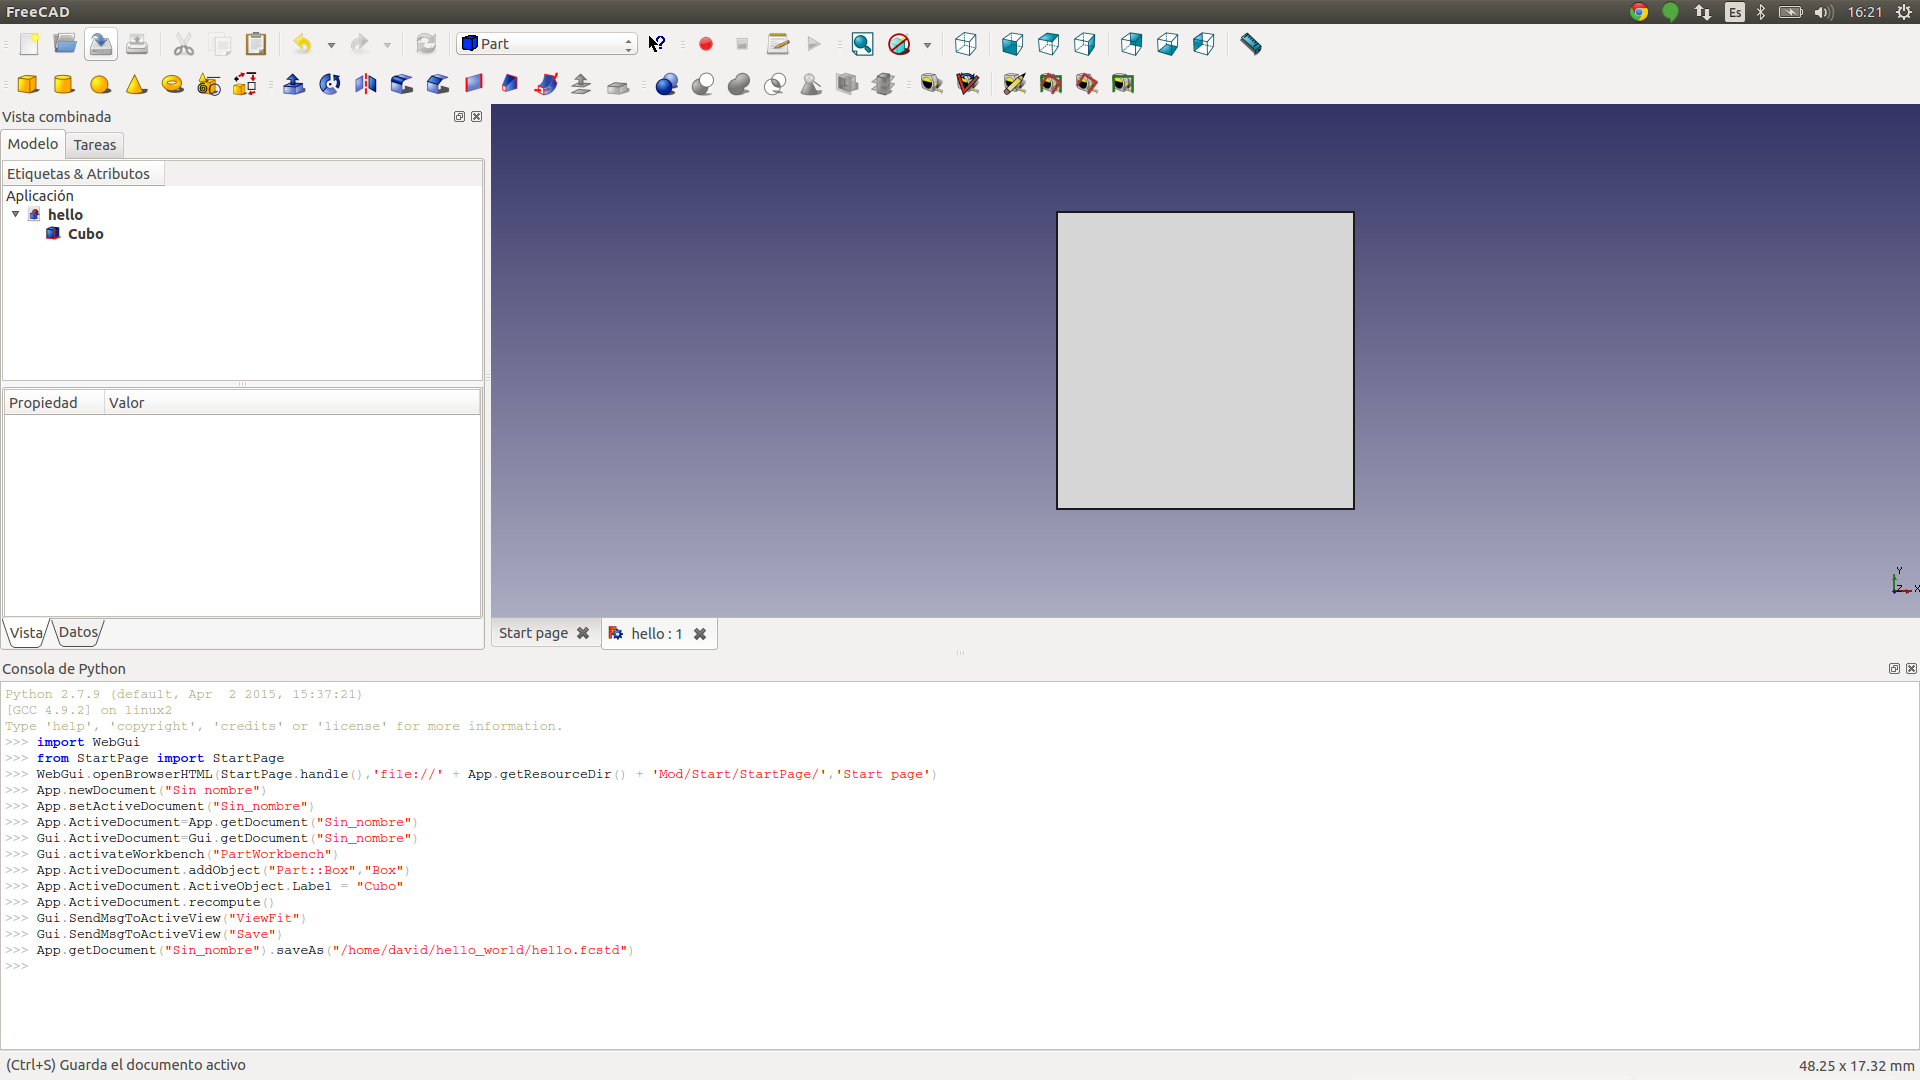 FreeCAD
Es
16:21
Part
Vista combinada
Modelo
Tareas
Etiquetas & Atributos
Aplicación
hello
Cubo
Propiedad
Valor
Vista
Datos
Y
Z
X
Start page
hello : 1
Consola de Python
Python 2.7.9 (default, Apr  2 2015, 15:37:21)
[GCC 4.9.2] on linux2
Type 'help', 'copyright', 'credits' or 'license' for more information.
>>> import WebGui
>>> from StartPage import StartPage
>>> WebGui.openBrowserHTML(StartPage.handle(),'file://' + App.getResourceDir() + 'Mod/Start/StartPage/','Start page')
>>> App.newDocument("Sin nombre")
>>> App.setActiveDocument("Sin_nombre")
>>> App.ActiveDocument=App.getDocument("Sin_nombre")
>>> Gui.ActiveDocument=Gui.getDocument("Sin_nombre")
>>> Gui.activateWorkbench("PartWorkbench")
>>> App.ActiveDocument.addObject("Part::Box","Box")
>>> App.ActiveDocument.ActiveObject.Label = "Cubo"
>>> App.ActiveDocument.recompute()
>>> Gui.SendMsgToActiveView("ViewFit")
>>> Gui.SendMsgToActiveView("Save")
>>> App.getDocument("Sin_nombre").saveAs("/home/david/hello_world/hello.fcstd")
>>>
(Ctrl+S) Guarda el documento activo
48.25 x 17.32 mm